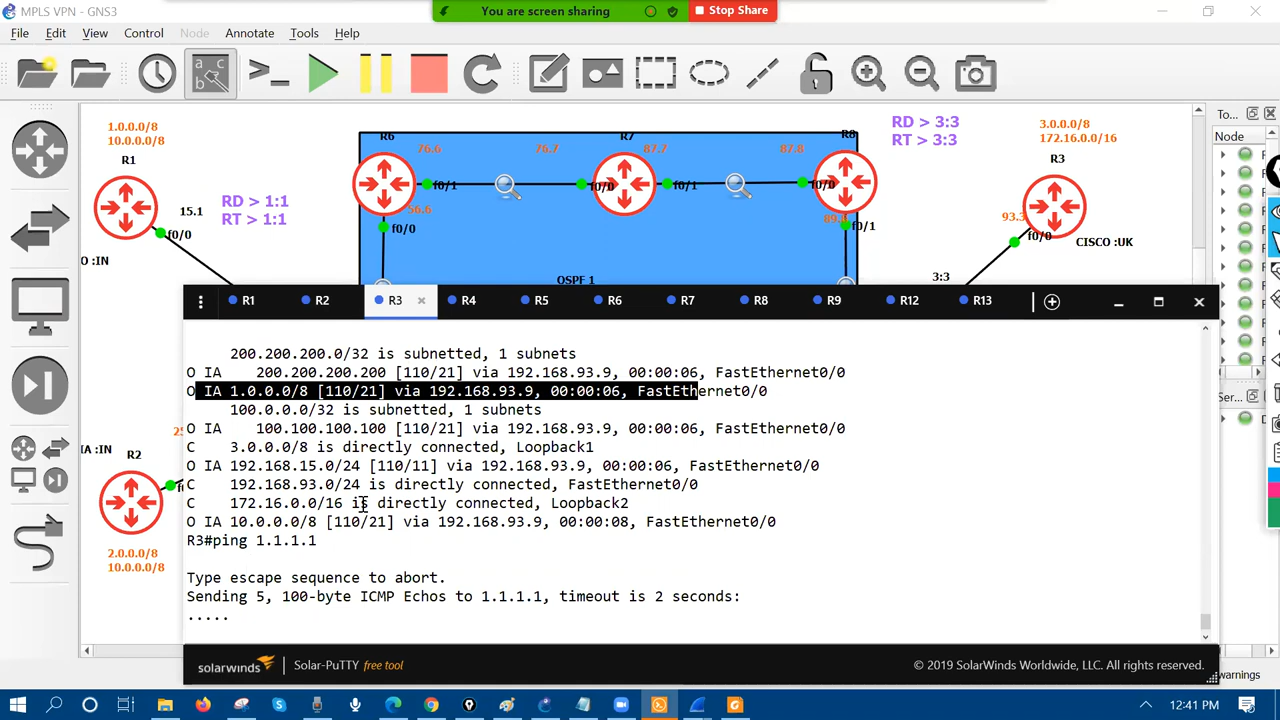 MPLS VPN - GNS3
You are screen sharing
Stop Share
File Edit View Control Node Annotate Tools Help
1.0.0.0/8
10.0.0.0/8
R1
15.1
f0/0
RD > 1:1
RT > 1:1
O :IN
R6
76.6
f0/1
56.6
f0/0
76.7
R7
f0/0
87.7
f0/1
87.8
R8
f0/0
89.
f0/1
OSPF 1
RD > 3:3
RT > 3:3
3.0.0.0/8
172.16.0.0/16
R3
93.3
f0/0
CISCO :UK
3:3
To...
Node
Ser...
IA :IN
R2
2.0.0.0/8
10.0.0.0/8
R1 R2 R3 R4 R5 R6 R7 R8 R9 R12 R13
200.200.200.0/32 is subnetted, 1 subnets
O IA 200.200.200.200 [110/21] via 192.168.93.9, 00:00:06, FastEthernet0/0
O IA 1.0.0.0/8 [110/21] via 192.168.93.9, 00:00:06, FastEthernet0/0
100.0.0.0/32 is subnetted, 1 subnets
O IA 100.100.100.100 [110/21] via 192.168.93.9, 00:00:06, FastEthernet0/0
C 3.0.0.0/8 is directly connected, Loopback1
O IA 192.168.15.0/24 [110/11] via 192.168.93.9, 00:00:06, FastEthernet0/0
C 192.168.93.0/24 is directly connected, FastEthernet0/0
C 172.16.0.0/16 is directly connected, Loopback2
O IA 10.0.0.0/8 [110/21] via 192.168.93.9, 00:00:08, FastEthernet0/0
R3#ping 1.1.1.1
Type escape sequence to abort.
Sending 5, 100-byte ICMP Echos to 1.1.1.1, timeout is 2 seconds:
.....
solarwinds Solar-PuTTY free tool
© 2019 SolarWinds Worldwide, LLC. All rights reserved.
warnings
12:41 PM